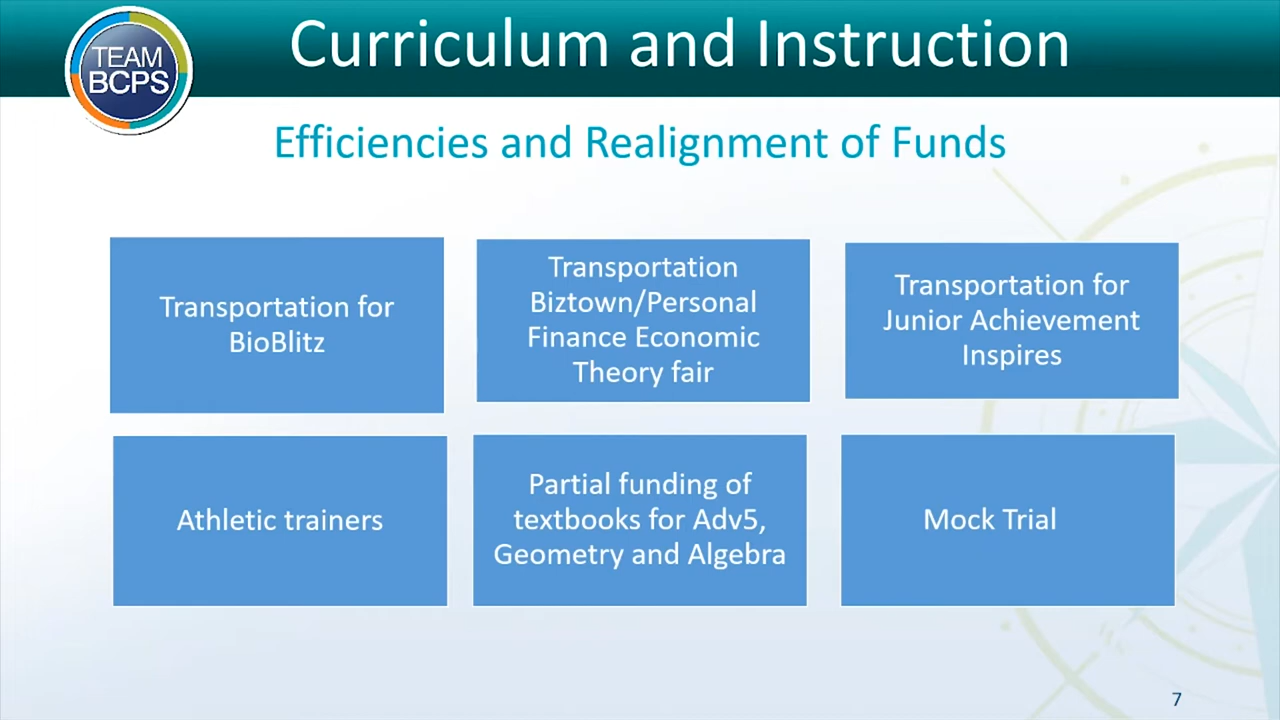 TEAM
BCPS
Curriculum and Instruction
Efficiencies and Realignment of Funds
Transportation for
BioBlitz
Transportation
Biztown/Personal
Finance Economic
Theory fair
Transportation for
Junior Achievement
Inspires
Athletic trainers
Partial funding of
textbooks for Adv5,
Geometry and Algebra
Mock Trial
7